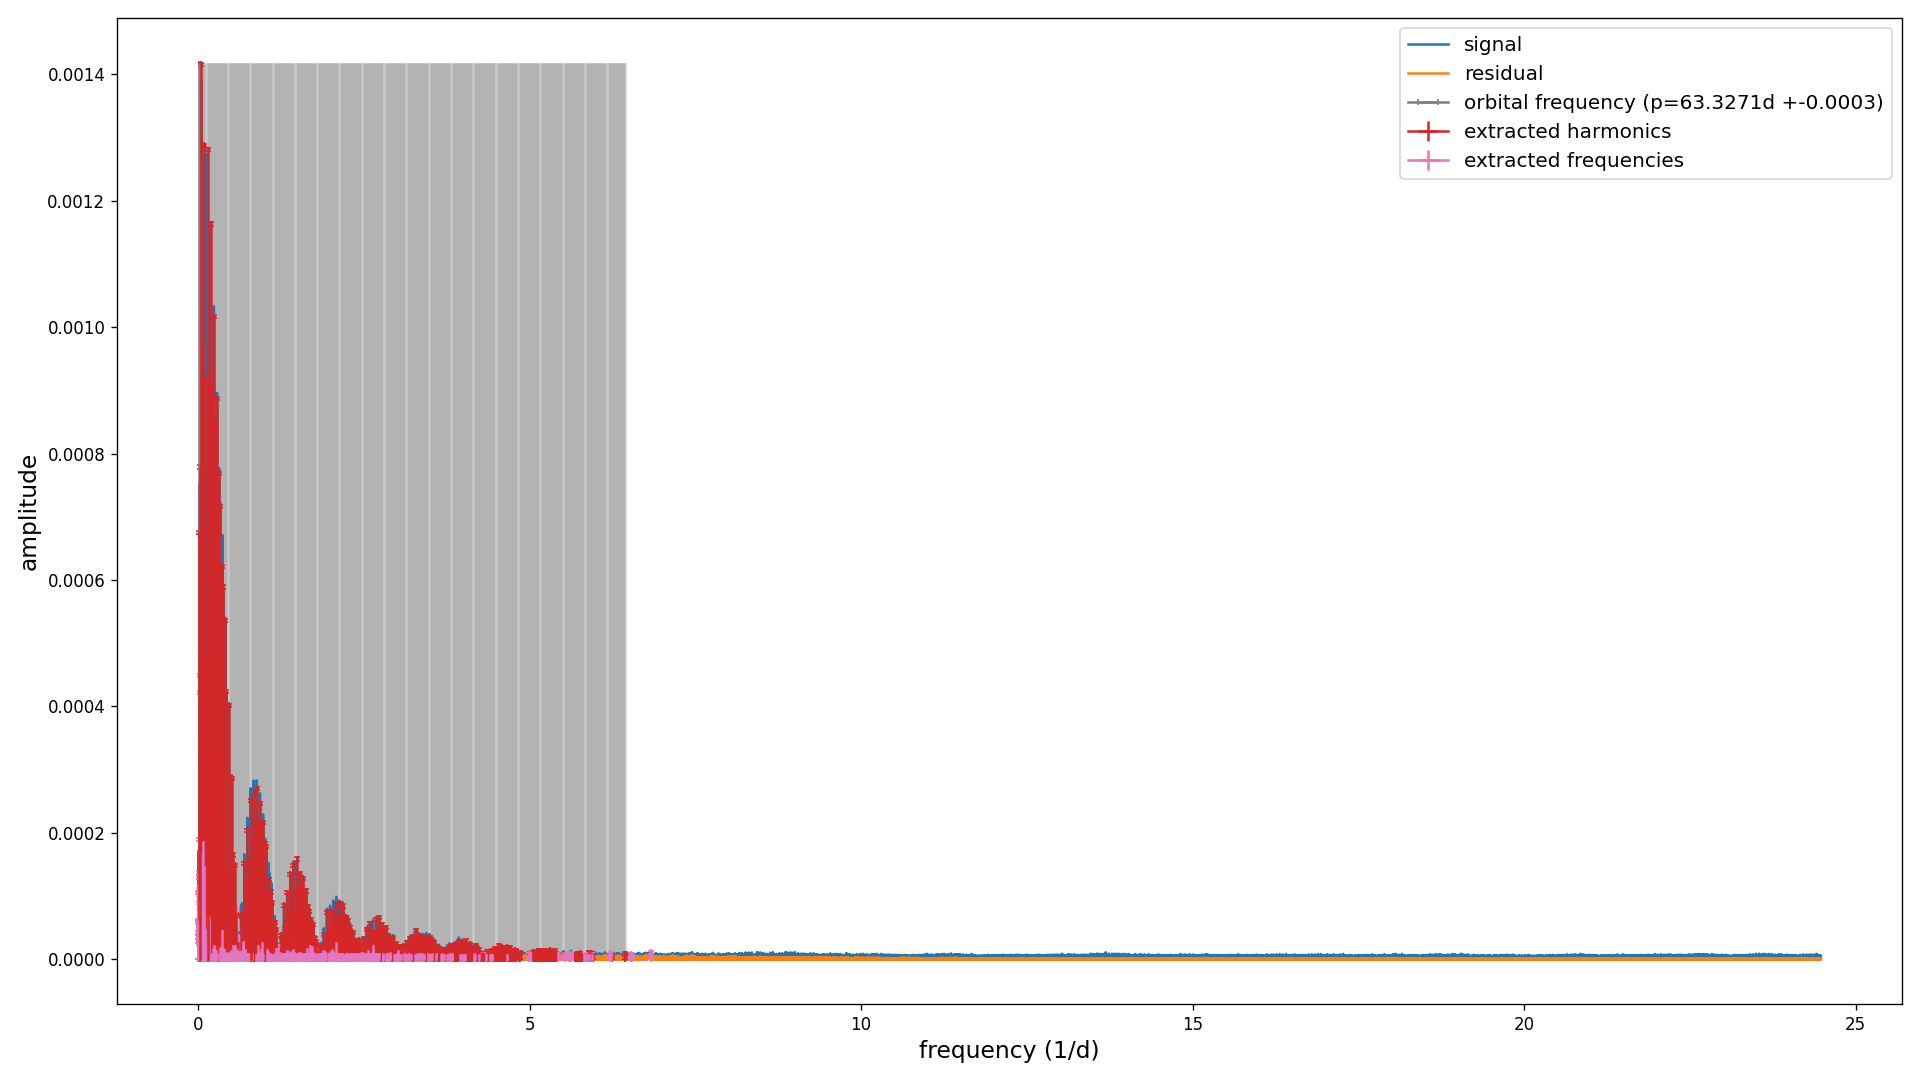 signal
residual
orbital frequency (p=63.3271d +-0.0003)
extracted harmonics
extracted frequencies
amplitude
0.0014
0.0012
0.0010
0.0008
0.0006
0.0004
0.0002
0.0000
0 5 10 15 20 25
frequency (1/d)